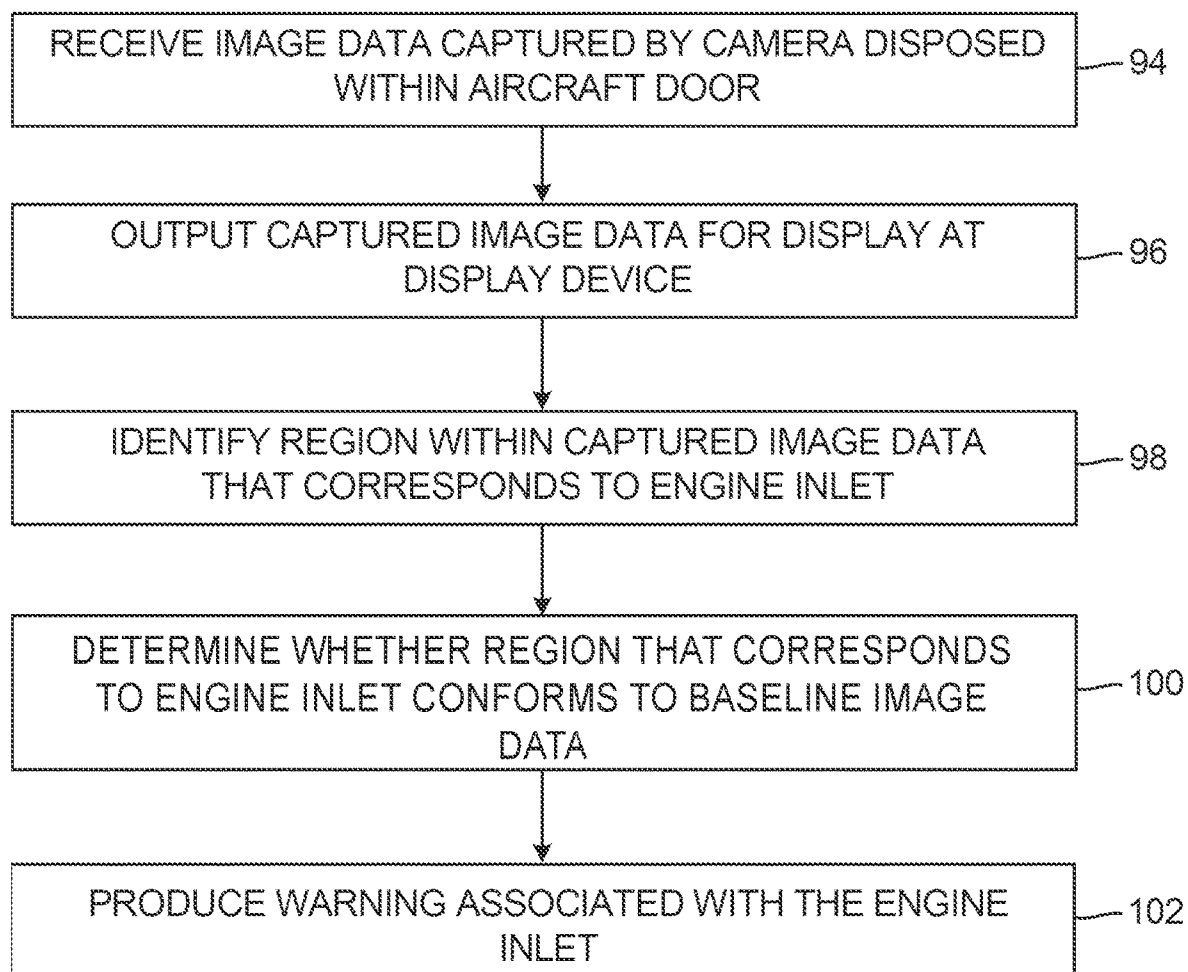 RECEIVE IMAGE DATA CAPTURED BY CAMERA DISPOSED
WITHIN AIRCRAFT DOOR
94
OUTPUT CAPTURED IMAGE DATA FOR DISPLAY AT
DISPLAY DEVICE
96
IDENTIFY REGION WITHIN CAPTURED IMAGE DATA
THAT CORRESPONDS TO ENGINE INLET
98
DETERMINE WHETHER REGION THAT CORRESPONDS
TO ENGINE INLET CONFORMS TO BASELINE IMAGE
DATA
100
PRODUCE WARNING ASSOCIATED WITH THE ENGINE
INLET
102